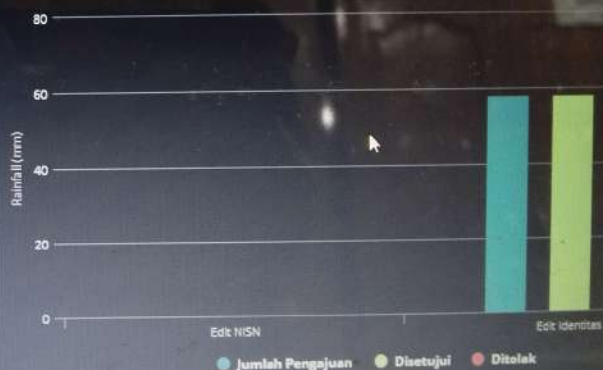 80
60
40
20
0
Rainfall (mm)
Edit NISN
Edit Identitas
Jumlah Pengajuan
Disetujui
Ditolak